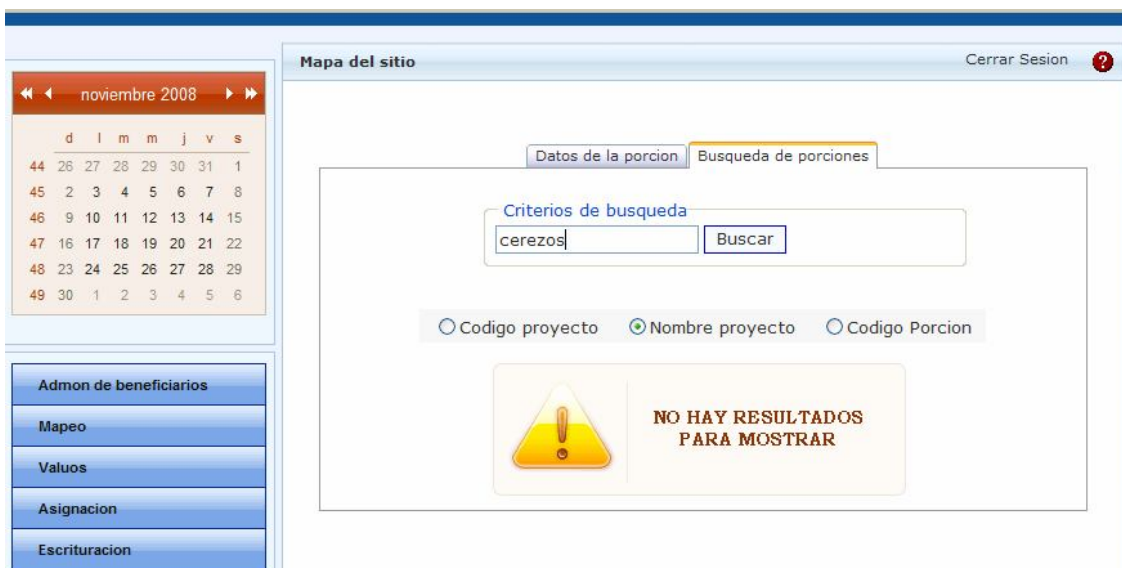 Mapa del sitio
Cerrar Sesion
?
noviembre 2008
d l m m j v s
44 26 27 28 29 30 31 1
45 2 3 4 5 6 7 8
46 9 10 11 12 13 14 15
47 16 17 18 19 20 21 22
48 23 24 25 26 27 28 29
49 30 1 2 3 4 5 6
Admon de beneficiarios
Mapeo
Valuos
Asignacion
Escrituracion
Datos de la porcion
Busqueda de porciones
Criterios de busqueda
cerezos
Buscar
Codigo proyecto
Nombre proyecto
Codigo Porcion
NO HAY RESULTADOS
PARA MOSTRAR